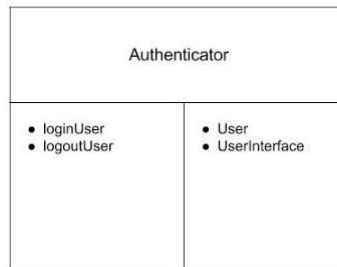 Authenticator
● loginUser
● logoutUser
● User
● UserInterface